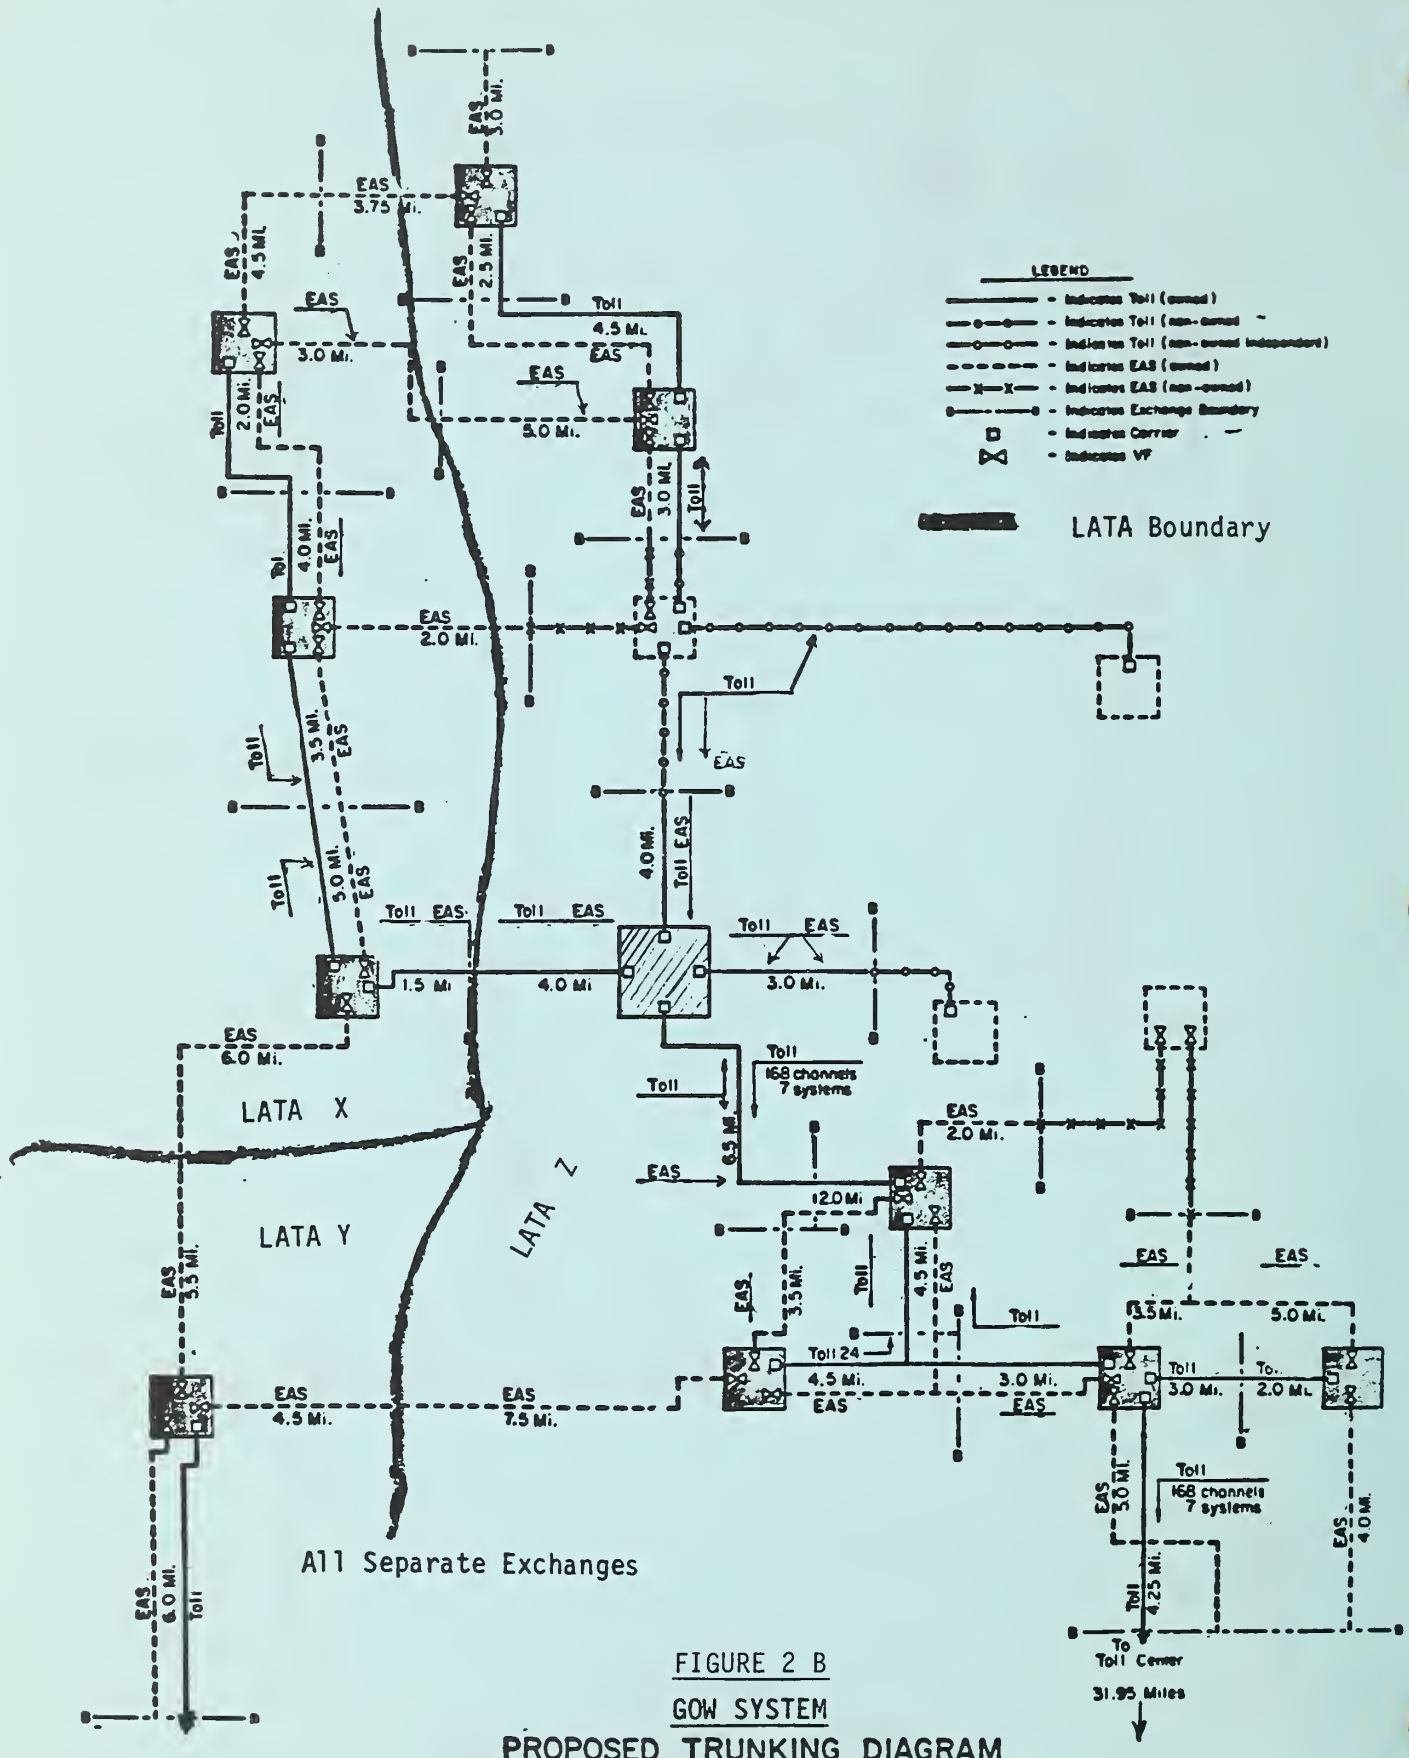 B B
EAS
3.0 Mi.
B
EAS
3.75 Mi.
B
EAS
4.5 Mi.
EAS
2.5 Mi.
B B
Toll
4.5 Mi.
EAS
EAS
3.0 Mi.
B
EAS
5.0 Mi.
B
Toll
2.0 Mi.
EAS
B B
LEGEND
- Indicates Toll (owned)
- Indicates Toll (non-owned
- Indicates Toll (non-owned independent)
- Indicates EAS (owned)
- Indicates EAS (non-owned)
B B - Indicates Exchange Boundary
- Indicates Carrier
- Indicates VF
LATA Boundary
EAS
3.0 Mi.
Toll
B B
Tol.
4.0 Mi.
EAS
B
EAS
2.0 Mi.
B
Toll
EAS
Toll
3.5 Mi.
EAS
B B
B B
Toll
5.0 Mi.
EAS
4.0 Mi.
Toll EAS
Toll EAS
Toll EAS
1.5 Mi
4.0 Mi
Toll EAS
3.0 Mi.
B
B
EAS
6.0 Mi.
LATA X
Toll
Toll
168 channels
7 systems
6.5 Mi.
EAS
B
EAS
2.0 Mi.
B
B
2.0 Mi
B B
LATA Y
LATA Z
EAS
5.5 Mi.
EAS
3.5 Mi.
Toll
4.5 Mi.
EAS
B B
EAS
EAS
3.5 Mi.
5.0 Mi.
Toll
B
B
Toll 24
4.5 Mi.
EAS
3.0 Mi.
EAS
B
Toll
3.0 Mi.
To..
2.0 Mi.
B
EAS
4.5 Mi.
EAS
7.5 Mi.
EAS
5.0 Mi.
Toll
168 channels
7 systems
EAS
4.0 Mi.
All Separate Exchanges
EAS
6.0 Mi.
Toll
Toll
4.25 Mi.
B B
To
Toll Center
31.95 Miles
B B
FIGURE 2 B
GOW SYSTEM
PROPOSED TRUNKING DIAGRAM